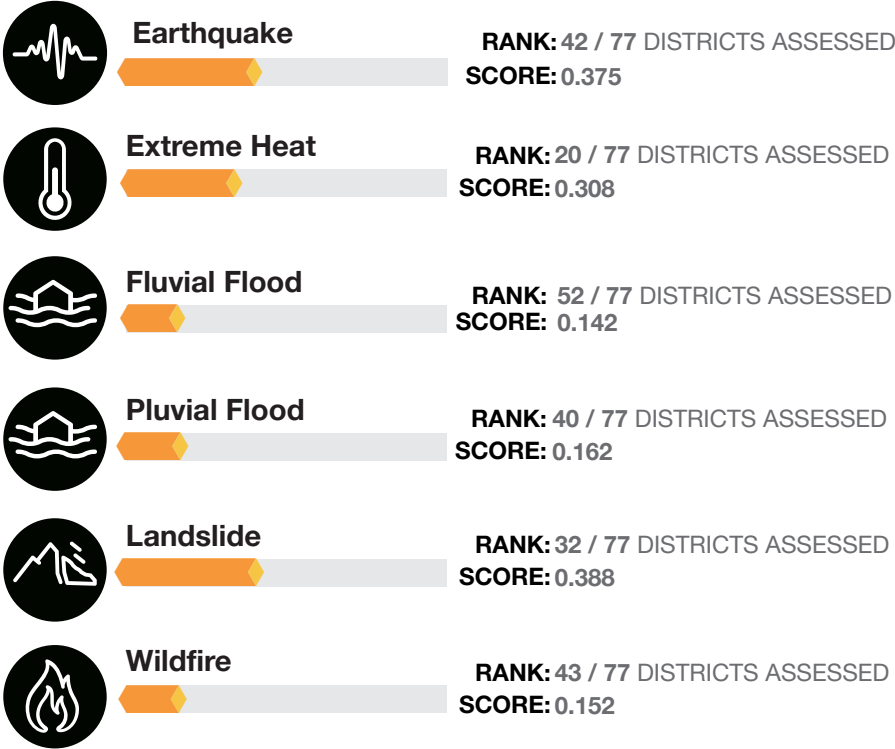 Earthquake
RANK: 42 / 77 DISTRICTS ASSESSED
SCORE: 0.375
Extreme Heat
RANK: 20 / 77 DISTRICTS ASSESSED
SCORE: 0.308
Fluvial Flood
RANK: 52 / 77 DISTRICTS ASSESSED
SCORE: 0.142
Pluvial Flood
RANK: 40 / 77 DISTRICTS ASSESSED
SCORE: 0.162
Landslide
RANK: 32 / 77 DISTRICTS ASSESSED
SCORE: 0.388
Wildfire
RANK: 43 / 77 DISTRICTS ASSESSED
SCORE: 0.152